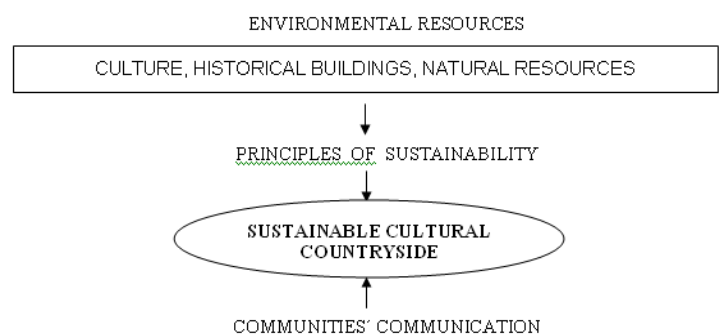 ENVIRONMENTAL RESOURCES
CULTURE, HISTORICAL BUILDINGS, NATURAL RESOURCES
PRINCIPLES OF SUSTAINABILITY
SUSTAINABLE CULTURAL
COUNTRYSIDE
COMMUNITIES´ COMMUNICATION